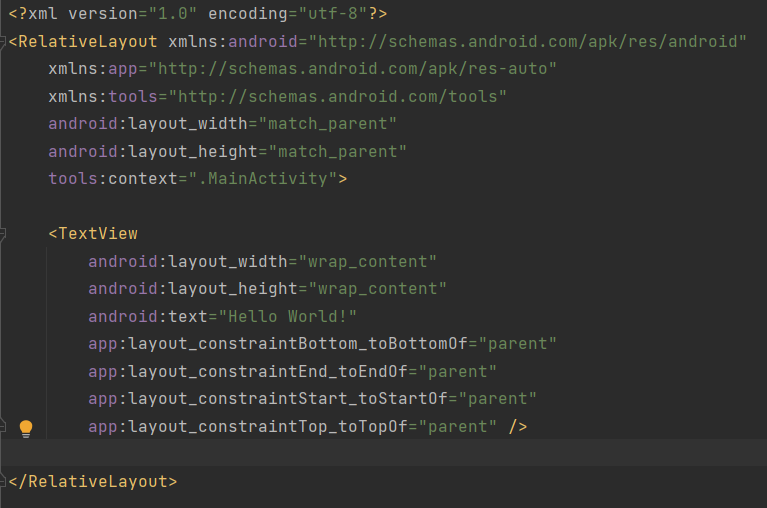 <?xml version="1.0" encoding="utf-8"?>
<RelativeLayout xmlns:android="http://schemas.android.com/apk/res/android"
    xmlns:app="http://schemas.android.com/apk/res-auto"
    xmlns:tools="http://schemas.android.com/tools"
    android:layout_width="match_parent"
    android:layout_height="match_parent"
    tools:context=".MainActivity">

    <TextView
        android:layout_width="wrap_content"
        android:layout_height="wrap_content"
        android:text="Hello World!"
        app:layout_constraintBottom_toBottomOf="parent"
        app:layout_constraintEnd_toEndOf="parent"
        app:layout_constraintStart_toStartOf="parent"
        app:layout_constraintTop_toTopOf="parent" />

</RelativeLayout>